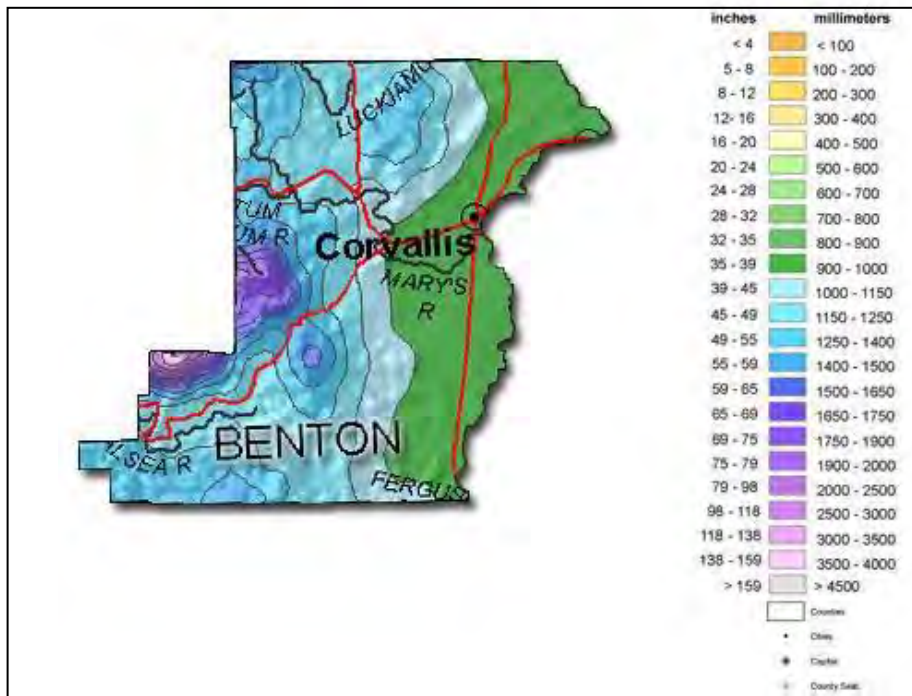 inches millimeters
< 4 < 100
5 - 8 100 - 200
8 - 12 200 - 300
12- 16 300 - 400
16 - 20 400 - 500
20 - 24 500 - 600
24 - 28 600 - 700
28 - 32 700 - 800
32 - 35 800 - 900
35 - 39 900 - 1000
39 - 45 1000 - 1150
45 - 49 1150 - 1250
49 - 55 1250 - 1400
55 - 59 1400 - 1500
59 - 65 1500 - 1650
65 - 69 1650 - 1750
69 - 75 1750 - 1900
75 - 79 1900 - 2000
79 - 98 2000 - 2500
98 - 118 2500 - 3000
118 - 138 3000 - 3500
138 - 159 3500 - 4000
> 159 > 4500
Counties
Cities
Capitol
County Seat
LUCKIAMU
TUM
UM R
Corvallis
MARY'S
R
BENTON
LSEA R
FERGUS